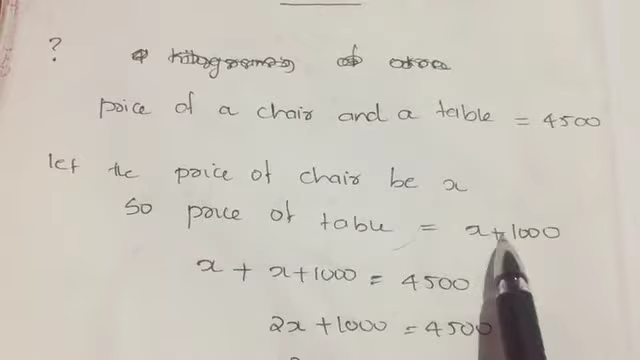 ?
price of a chair and a table = 4500
let the price of chair be x
so price of table = x+1000
x + x+1000 = 4500
2x + 1000 = 4500